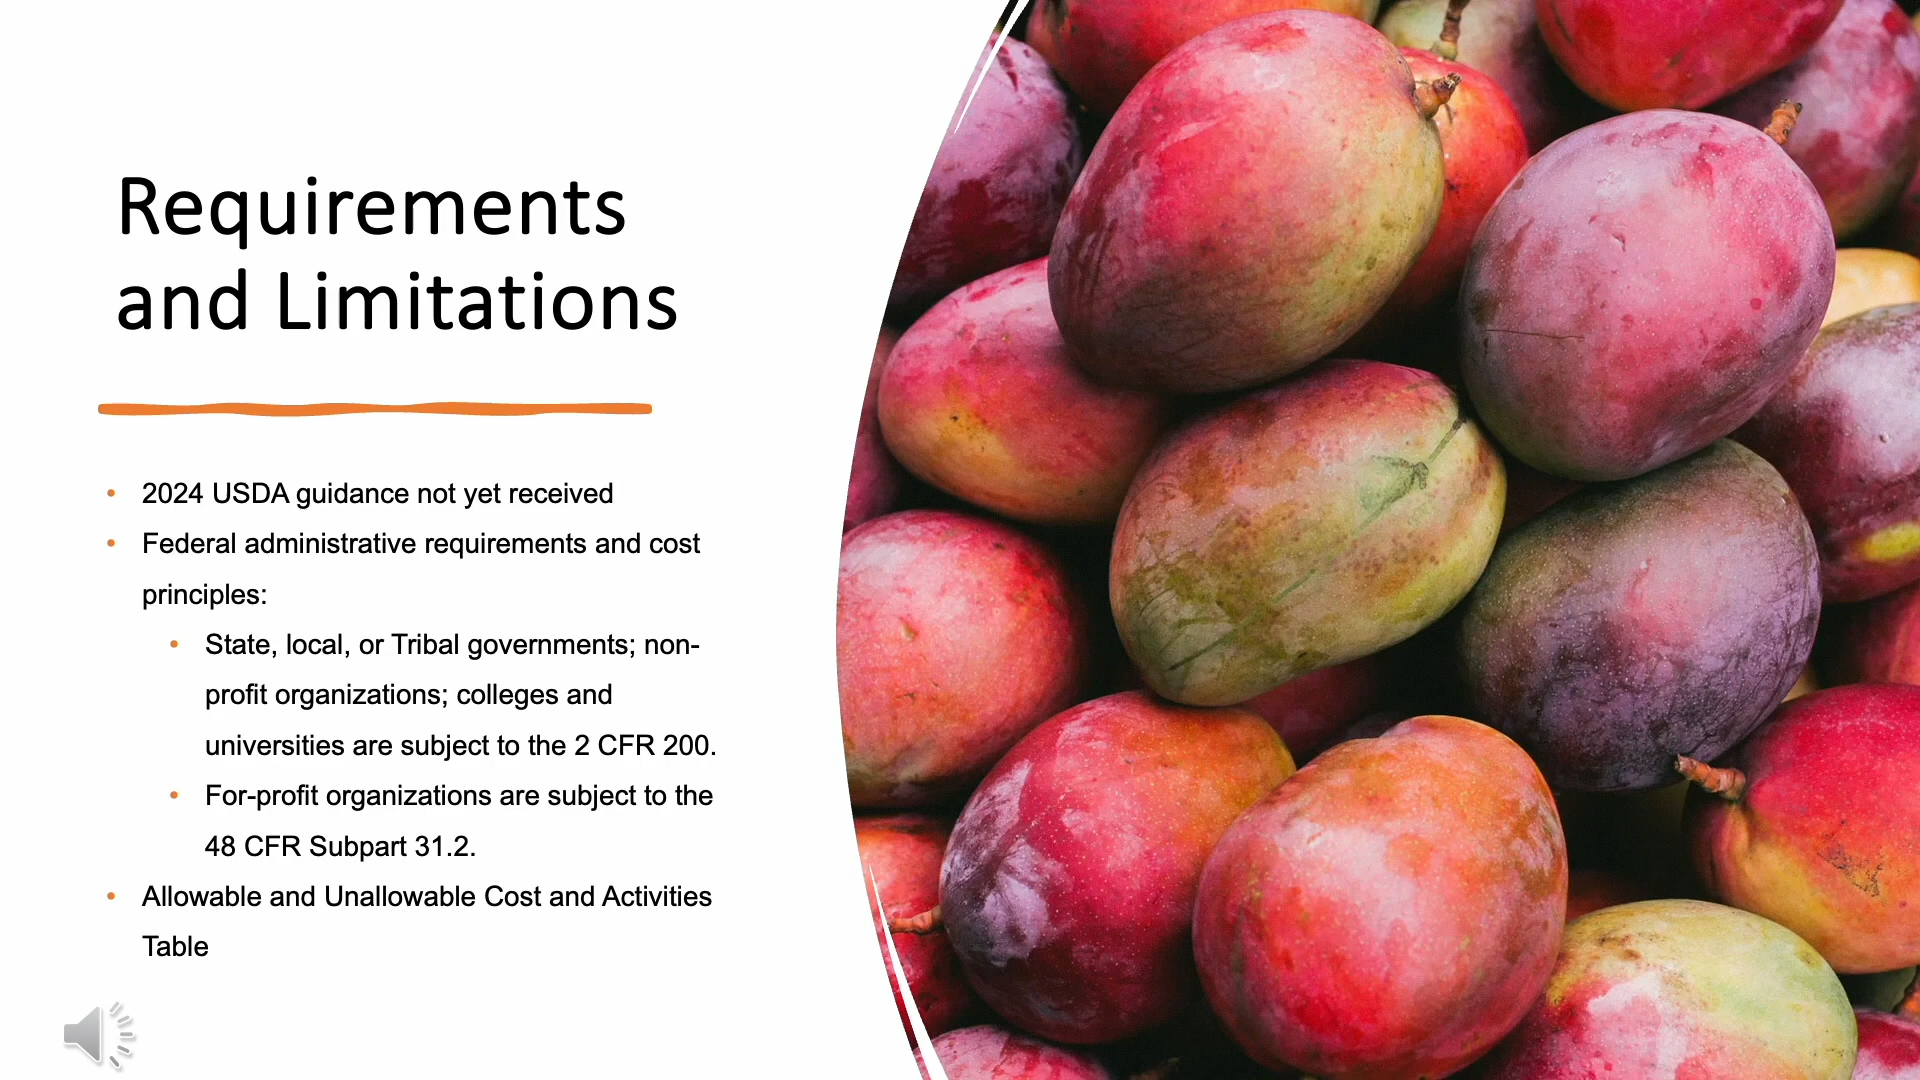 Requirements
and Limitations
• 2024 USDA guidance not yet received
• Federal administrative requirements and cost
principles:
• State, local, or Tribal governments; non-
profit organizations; colleges and
universities are subject to the 2 CFR 200.
• For-profit organizations are subject to the
48 CFR Subpart 31.2.
• Allowable and Unallowable Cost and Activities
Table